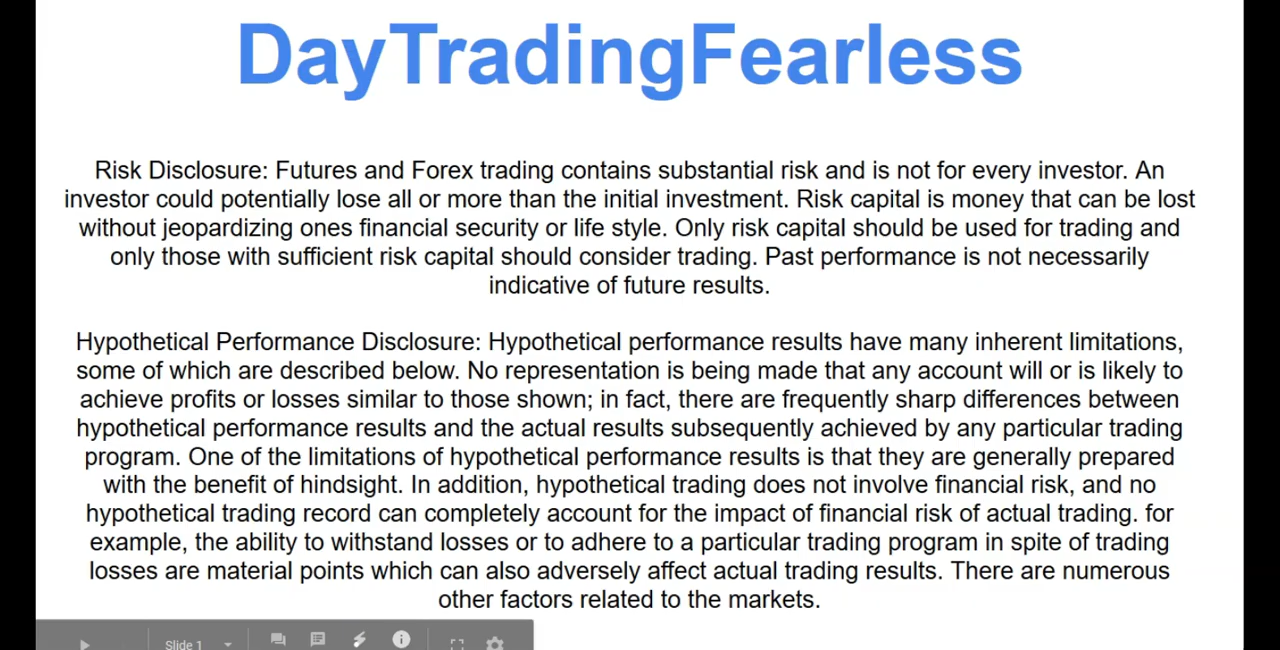 DayTradingFearless
Risk Disclosure: Futures and Forex trading contains substantial risk and is not for every investor. An
investor could potentially lose all or more than the initial investment. Risk capital is money that can be lost
without jeopardizing ones financial security or life style. Only risk capital should be used for trading and
only those with sufficient risk capital should consider trading. Past performance is not necessarily
indicative of future results.
Hypothetical Performance Disclosure: Hypothetical performance results have many inherent limitations,
some of which are described below. No representation is being made that any account will or is likely to
achieve profits or losses similar to those shown; in fact, there are frequently sharp differences between
hypothetical performance results and the actual results subsequently achieved by any particular trading
program. One of the limitations of hypothetical performance results is that they are generally prepared
with the benefit of hindsight. In addition, hypothetical trading does not involve financial risk, and no
hypothetical trading record can completely account for the impact of financial risk of actual trading. for
example, the ability to withstand losses or to adhere to a particular trading program in spite of trading
losses are material points which can also adversely affect actual trading results. There are numerous
other factors related to the markets.
Slide 1